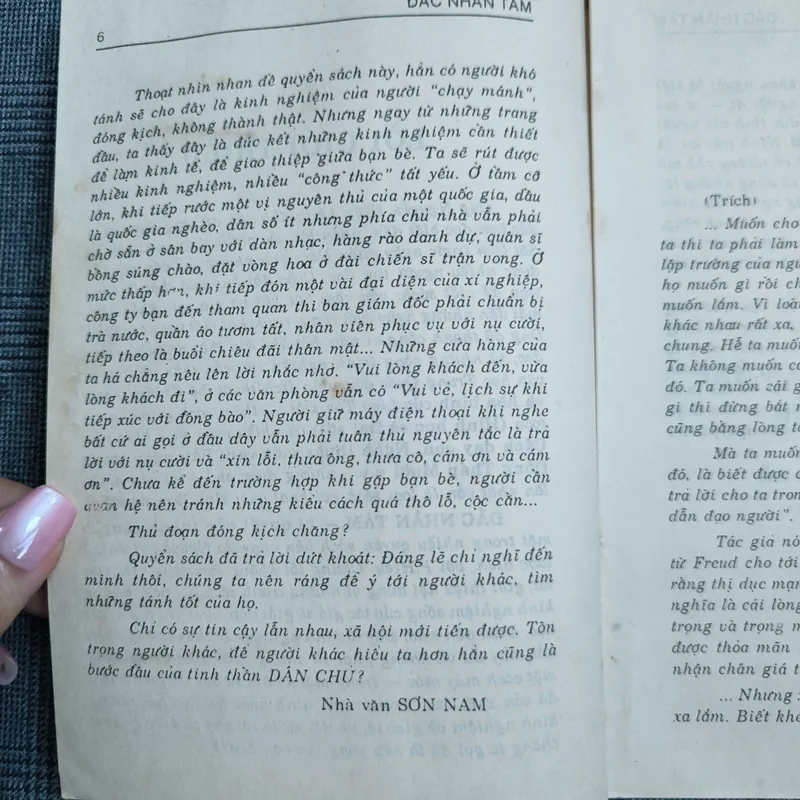 ĐẮC NHÂN TÂM
6
Thoạt nhìn nhan đề quyển sách này, hẳn có người khó
tánh sẽ cho đây là kinh nghiệm của người "chạy mánh",
đóng kịch, không thành thật. Nhưng ngay từ những trang
đầu, ta thấy đây là đúc kết những kinh nghiệm cần thiết
để làm kinh tế, để giao thiệp giữa bạn bè. Ta sẽ rút được
nhiều kinh nghiệm, nhiều "công thức" tất yếu. Ở tầm cỡ
lớn, khi tiếp rước một vị nguyên thủ của một quốc gia, dầu
là quốc gia nghèo, dân số ít nhưng phía chủ nhà vẫn phải
chờ sẵn ở sân bay với dàn nhạc, hàng rào danh dự, quân sĩ
bồng súng chào, đặt vòng hoa ở đài chiến sĩ trận vong. Ở
mức thấp hơn, khi tiếp đón một vài đại diện của xí nghiệp,
công ty bạn đến tham quan thì ban giám đốc phải chuẩn bị
trà nước, quần áo tươm tất, nhân viên phục vụ với nụ cười,
tiếp theo là buổi chiêu đãi thân mật... Những cửa hàng của
ta há chẳng nêu lên lời nhắc nhở. "Vui lòng khách đến, vừa
lòng khách đi", ở các văn phòng vẫn có "Vui vẻ, lịch sự khi
tiếp xúc với đồng bào". Người giữ máy điện thoại khi nghe
bất cứ ai gọi ở đầu dây vẫn phải tuân thủ nguyên tắc là trả
lời với nụ cười và "xin lỗi, thưa ông, thưa cô, cám ơn và cám
ơn". Chưa kể đến trường hợp khi gặp bạn bè, người cần
quan hệ nên tránh những kiểu cách quá thô lỗ, cộc cằn...
Thủ đoạn đóng kịch chăng?
Quyển sách đã trả lời dứt khoát: Đáng lẽ chỉ nghĩ đến
mình thôi, chúng ta nên ráng để ý tới người khác, tìm
những tánh tốt của họ.
Chỉ có sự tin cậy lẫn nhau, xã hội mới tiến được. Tôn
trọng người khác, để người khác hiểu ta hơn hẳn cũng là
bước đầu của tinh thần DÂN CHỦ?
Nhà văn SƠN NAM
(Trích)
... Muốn cho
ta thì ta phải làm
lập trường của ngư
họ muốn gì rồi ch
muốn lắm. Vì loài
khác nhau rất xa,
chung. Hễ ta muố
Ta không muốn cá
đó. Ta muốn cái g
gì thì đừng bắt n
cũng bằng lòng t
Mà ta muốn
đó, là biết được c
trả lời cho ta tron
dẫn đạo người".
Tác giả nó
từ Freud cho tới
rằng thị dục mạn
nghĩa là cái lòng
trọng và trọng m
được thỏa mãn
nhận chân giá t
... Nhưng
xa lắm. Biết khe